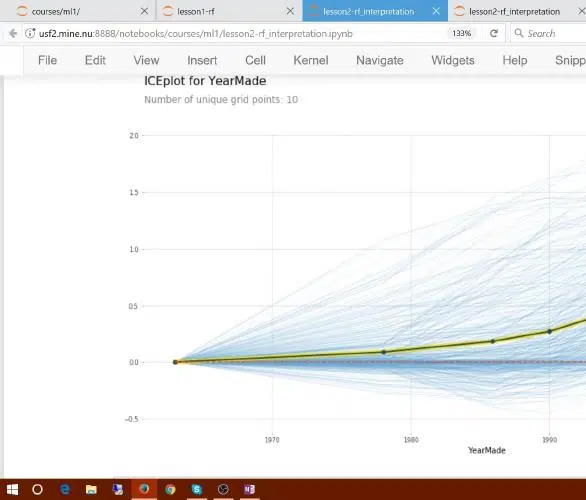 courses/ml1/ × lesson1-rf × lesson2-rf_interpretation × lesson2-rf_interpretation ×
usf2.mine.nu:8888/notebooks/courses/ml1/lesson2-rf_interpretation.ipynb 133% Search
File Edit View Insert Cell Kernel Navigate Widgets Help Snipp
ICEplot for YearMade
Number of unique grid points: 10
2.0
1.5
1.0
0.5
0.0
−0.5
1970 1980 1990
YearMade